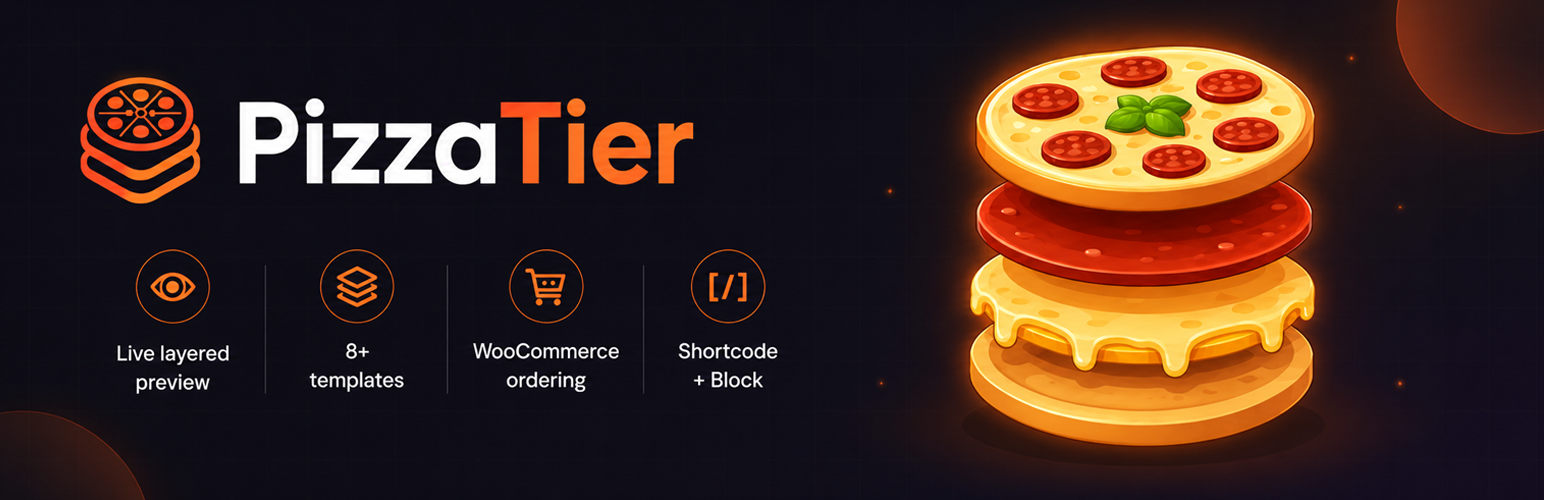 PizzaTier
Live layered
preview
8+
templates
WooCommerce
ordering
[/]
Shortcode
+ Block